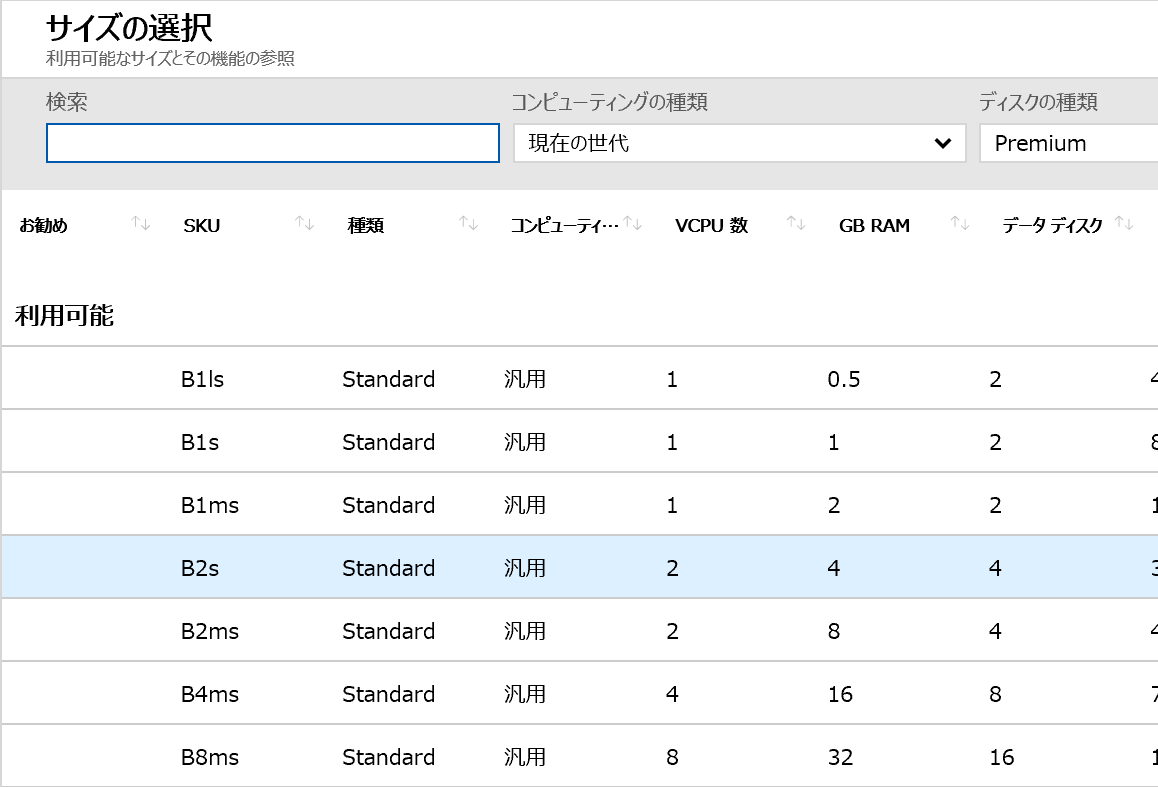 サイズの選択
利用可能なサイズとその機能の参照
検索 コンピューティングの種類 ディスクの種類
現在の世代 Premium
お勧め SKU 種類 コンピューティ… VCPU 数 GB RAM データ ディスク
利用可能
B1ls Standard 汎用 1 0.5 2
B1s Standard 汎用 1 1 2
B1ms Standard 汎用 1 2 2
B2s Standard 汎用 2 4 4
B2ms Standard 汎用 2 8 4
B4ms Standard 汎用 4 16 8
B8ms Standard 汎用 8 32 16